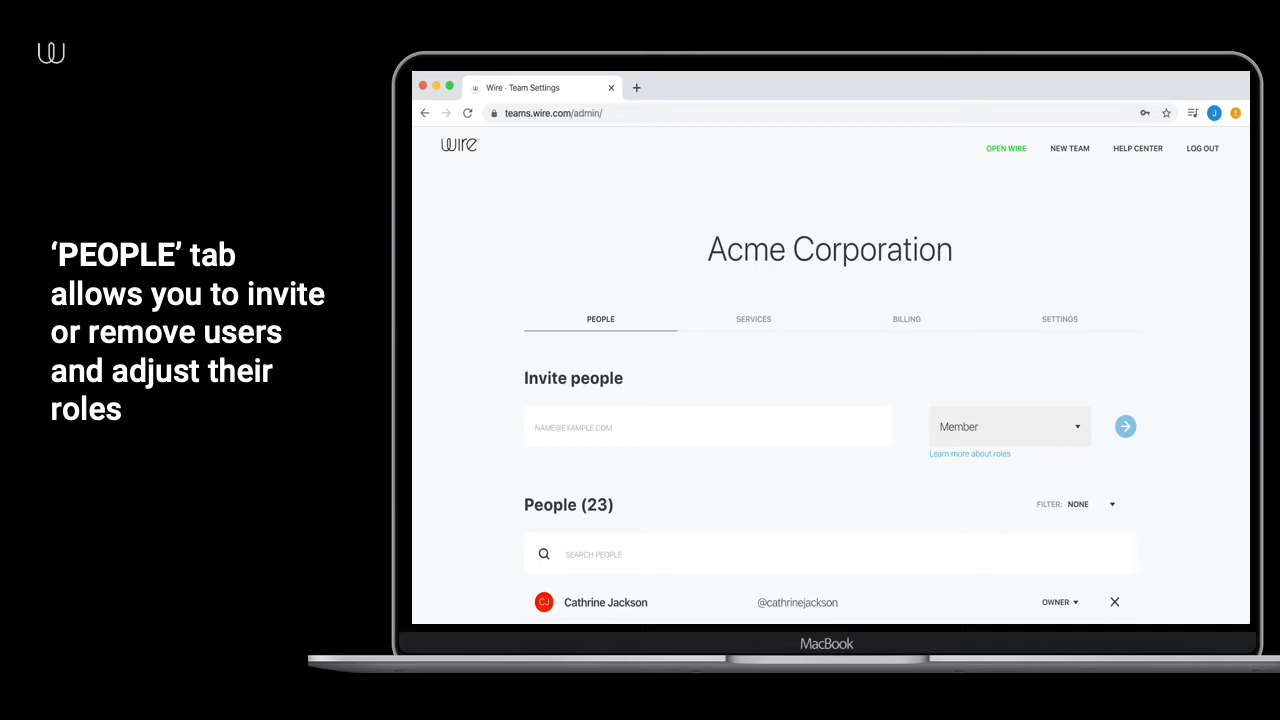 ‘PEOPLE’ tab
allows you to invite
or remove users
and adjust their
roles
Wire · Team Settings
teams.wire.com/admin/
J
wire
OPEN WIRE
NEW TEAM
HELP CENTER
LOG OUT
Acme Corporation
PEOPLE
SERVICES
BILLING
SETTINGS
Invite people
NAME@EXAMPLE.COM
Member
Learn more about roles
People (23)
FILTER: NONE
SEARCH PEOPLE
CJ
Cathrine Jackson
@cathrinejackson
OWNER
MacBook